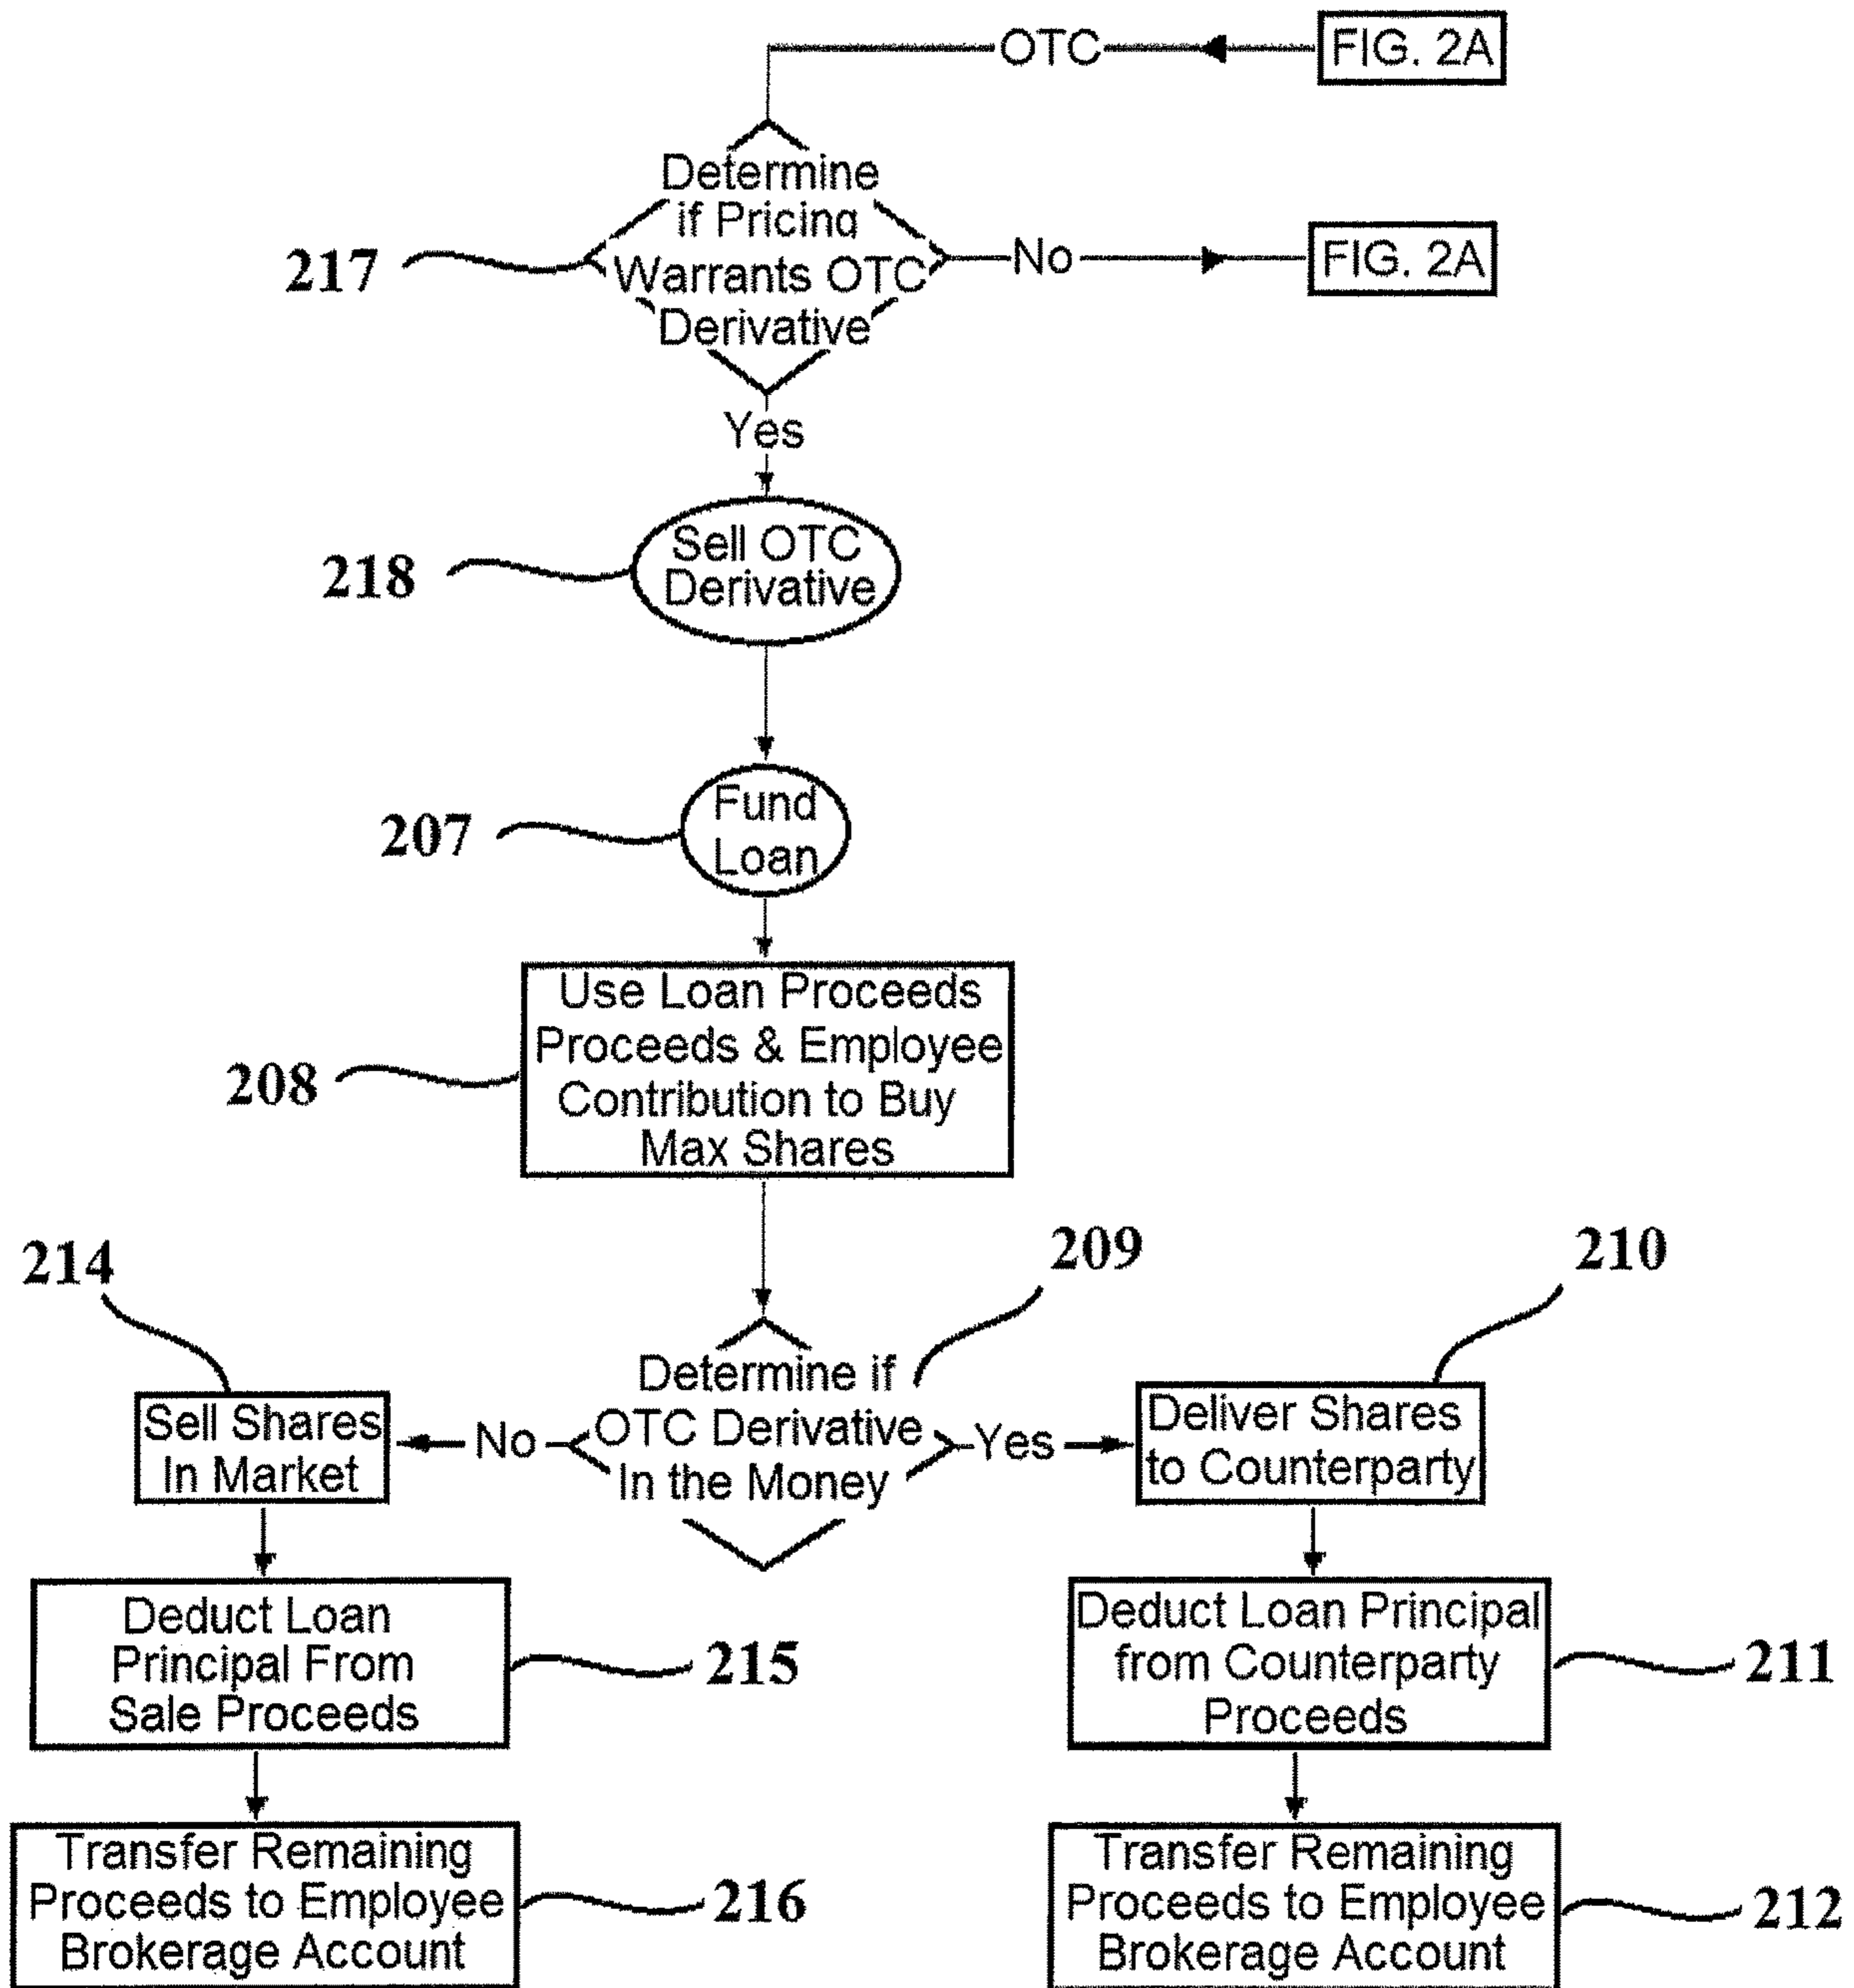 OTC
FIG. 2A
Determine
if Pricing
Warrants OTC
Derivative
217
No
FIG. 2A
Yes
Sell OTC
Derivative
218
Fund
Loan
207
Use Loan Proceeds
Proceeds & Employee
Contribution to Buy
Max Shares
208
209
Determine if
OTC Derivative
In the Money
214
No
Sell Shares
In Market
Deduct Loan
Principal From
Sale Proceeds
215
Transfer Remaining
Proceeds to Employee
Brokerage Account
216
Yes
210
Deliver Shares
to Counterparty
Deduct Loan Principal
from Counterparty
Proceeds
211
Transfer Remaining
Proceeds to Employee
Brokerage Account
212